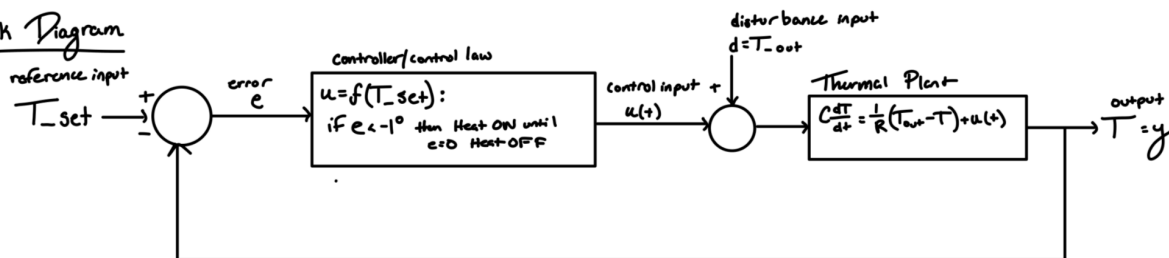 k Diagram
reference input
T_set
+
-
error
e
controller/control law
u=f(T_set):
if e<-1° then Heat ON until
e=0 Heat OFF
control input
u(t)
+
disturbance input
d=T_out
Thermal Plant
C dT/dt = 1/R (T_out-T)+u(t)
output
T=y